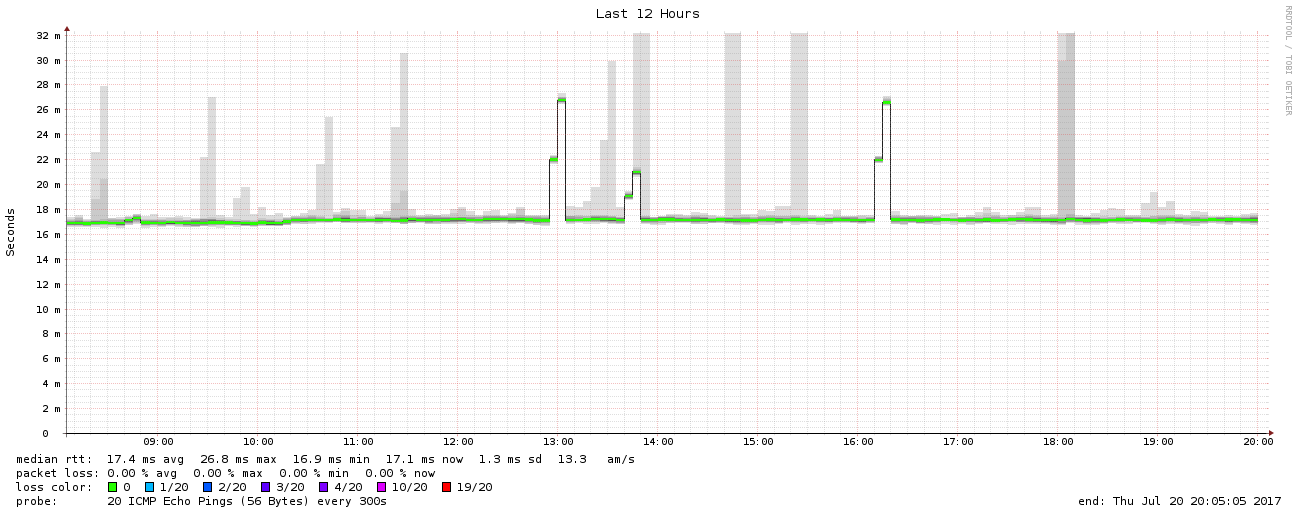 Last 12 Hours
RRDTOOL / TOBI OETIKER
Seconds
32 m
30 m
28 m
26 m
24 m
22 m
20 m
18 m
16 m
14 m
12 m
10 m
8 m
6 m
4 m
2 m
0
09:00 10:00 11:00 12:00 13:00 14:00 15:00 16:00 17:00 18:00 19:00 20:00
median rtt: 17.4 ms avg 26.8 ms max 16.9 ms min 17.1 ms now 1.3 ms sd 13.3 am/s
packet loss: 0.00 % avg 0.00 % max 0.00 % min 0.00 % now
loss color: 0 1/20 2/20 3/20 4/20 10/20 19/20
probe: 20 ICMP Echo Pings (56 Bytes) every 300s end: Thu Jul 20 20:05:05 2017